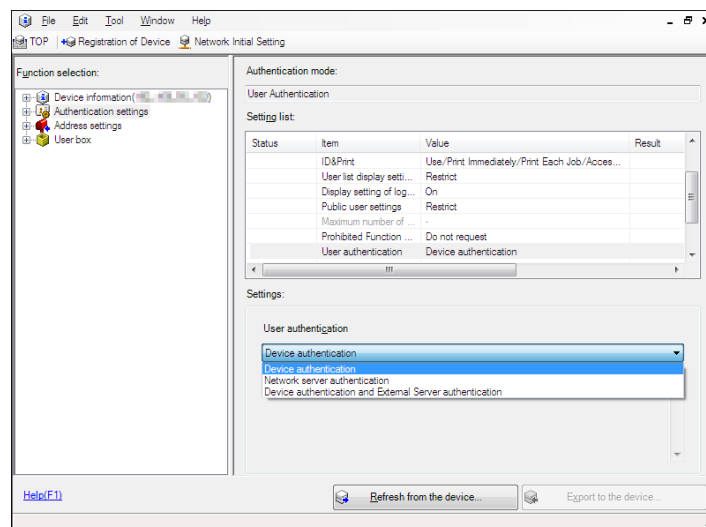 File Edit Tool Window Help
TOP Registration of Device Network Initial Setting
Function selection:
Device information(
Authentication settings
Address settings
User box
Authentication mode:
User Authentication
Setting list:
Status Item Value Result
ID&Print Use/Print Immediately/Print Each Job/Acces...
User list display setti... Restrict
Display setting of log... On
Public user settings Restrict
Maximum number of ... -
Prohibited Function ... Do not request
User authentication Device authentication
Settings:
User authentication
Device authentication
Device authentication
Network server authentication
Device authentication and External Server authentication
Help(F1)
Refresh from the device...
Export to the device...